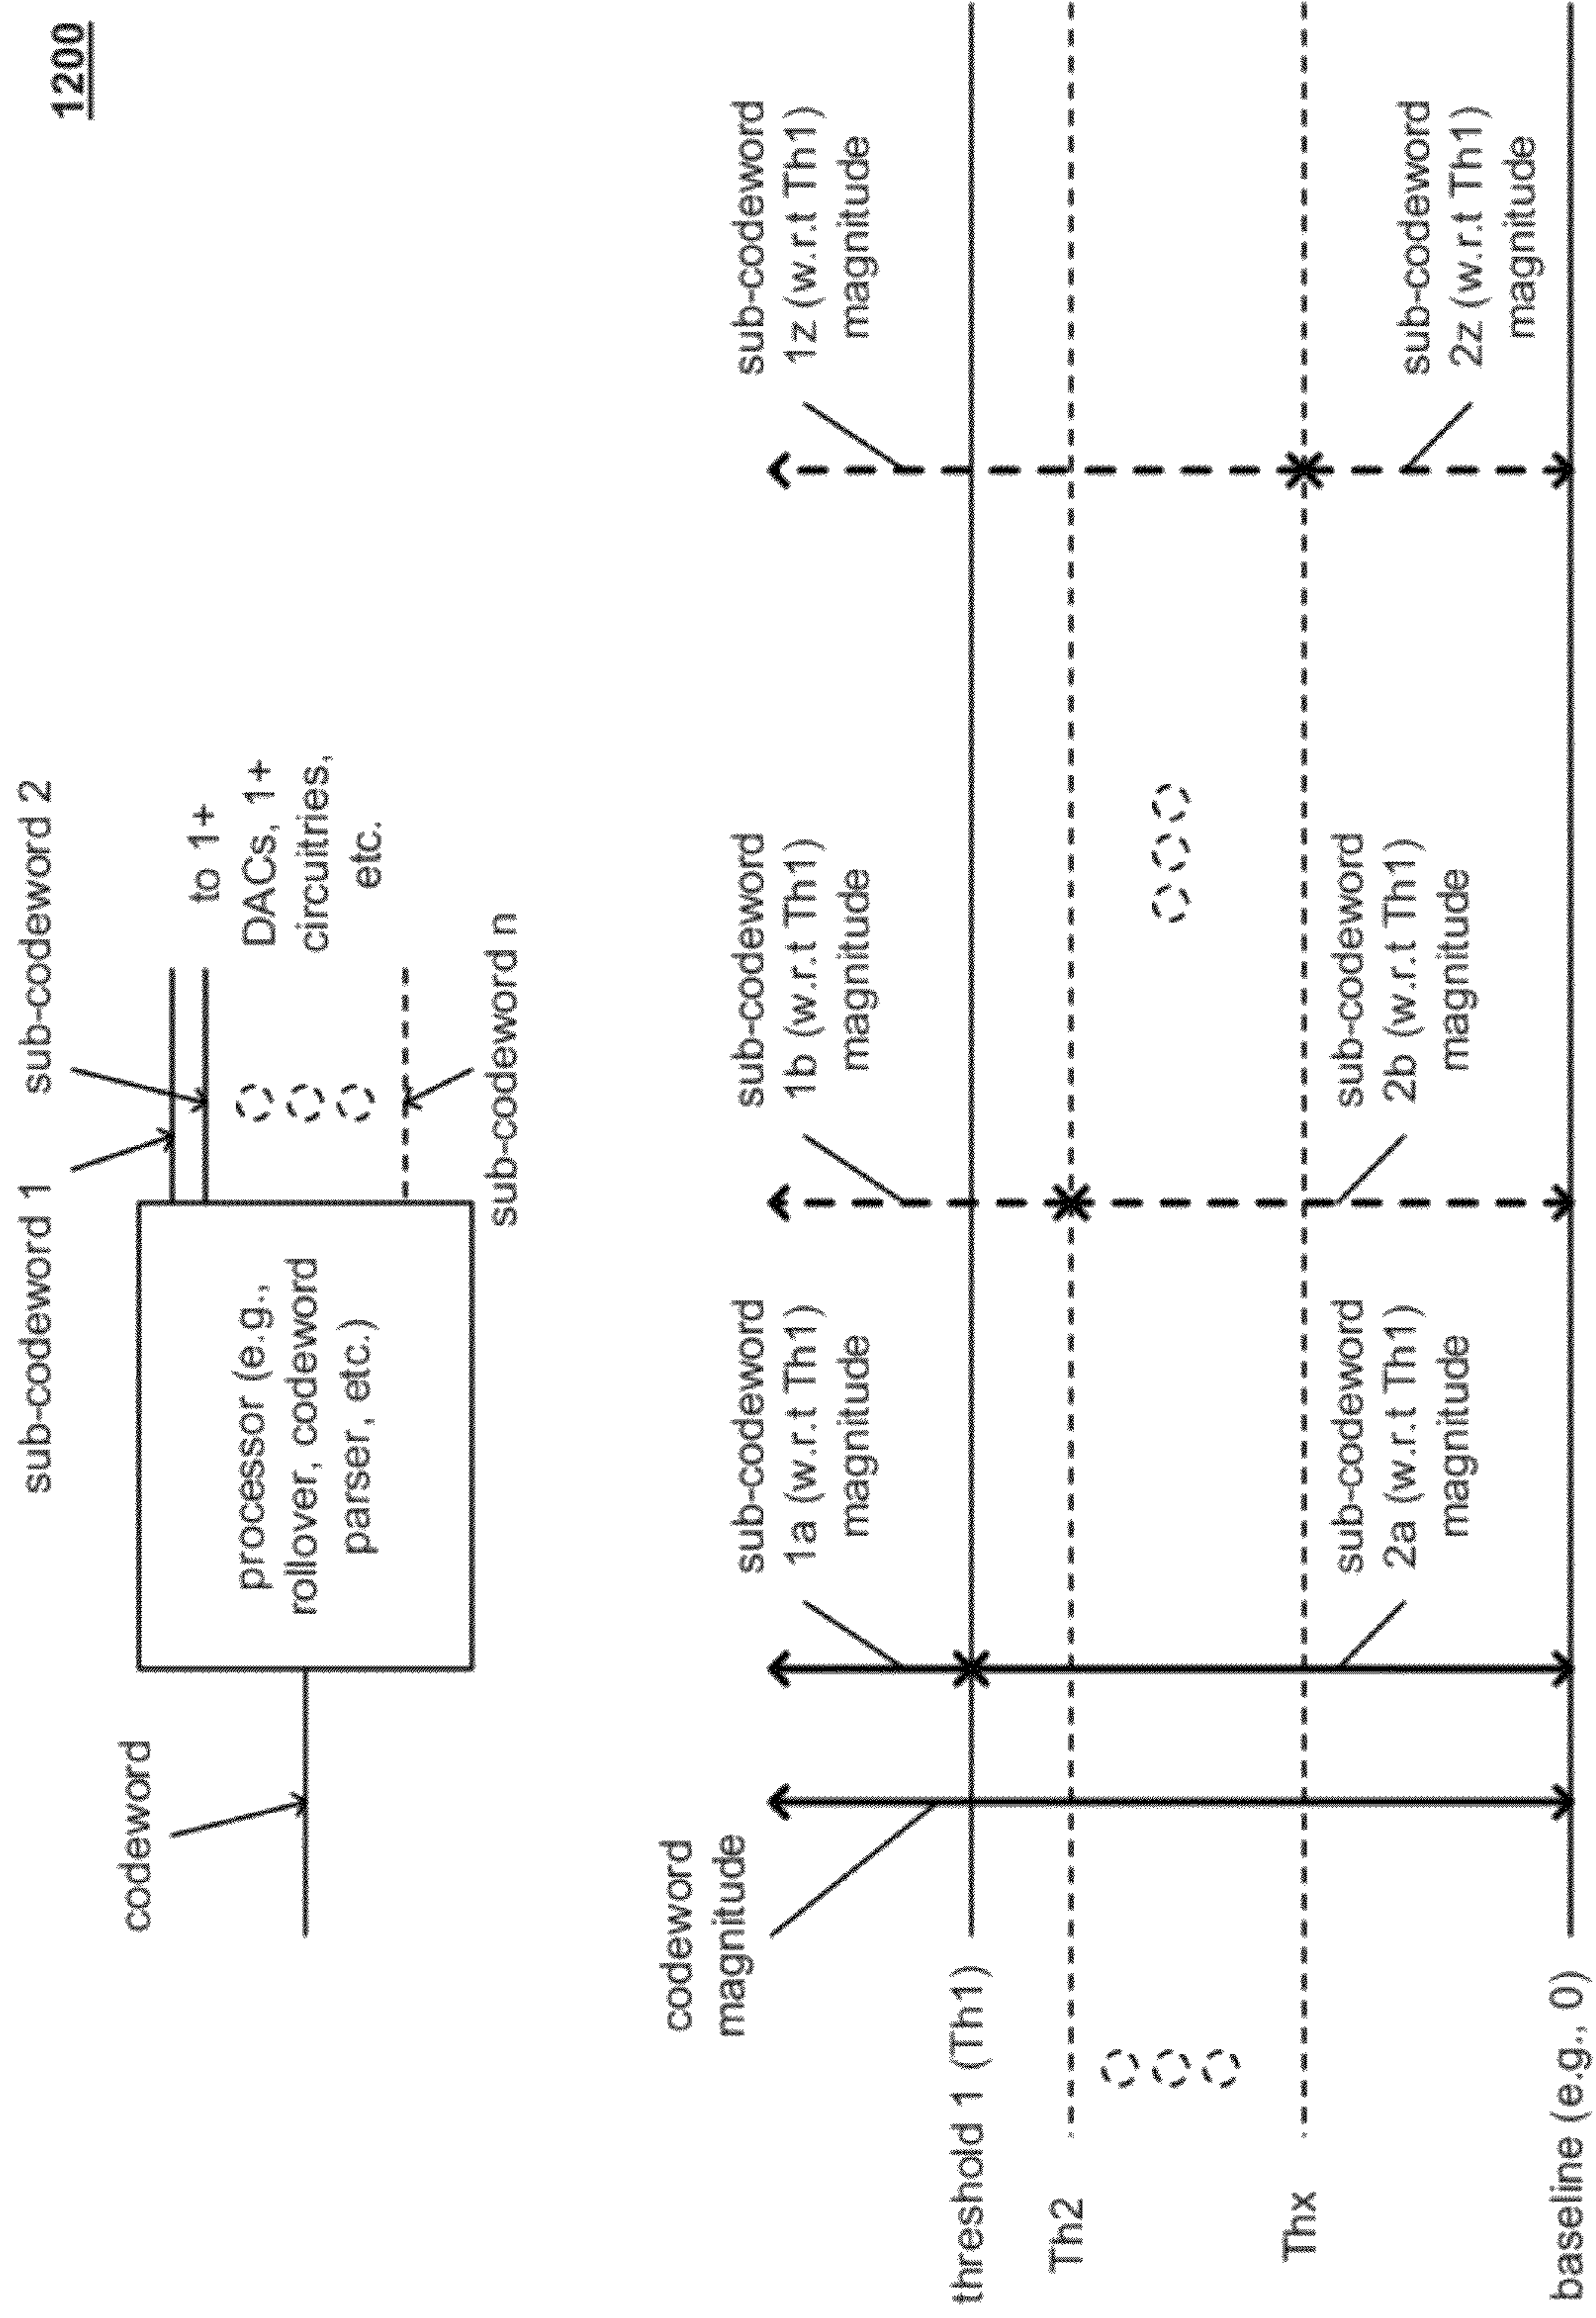 1200
sub-codeword 1
sub-codeword 2
codeword
processor (e.g.,
rollover, codeword
parser, etc.)
to 1+
DACs, 1+
circuitries,
etc.
sub-codeword n
codeword
magnitude
sub-codeword
1a (w.r.t Th1)
magnitude
sub-codeword
1b (w.r.t Th1)
magnitude
sub-codeword
1z (w.r.t Th1)
magnitude
threshold 1 (Th1)
Th2
Thx
sub-codeword
2a (w.r.t Th1)
magnitude
sub-codeword
2b (w.r.t Th1)
magnitude
sub-codeword
2z (w.r.t Th1)
magnitude
baseline (e.g., 0)